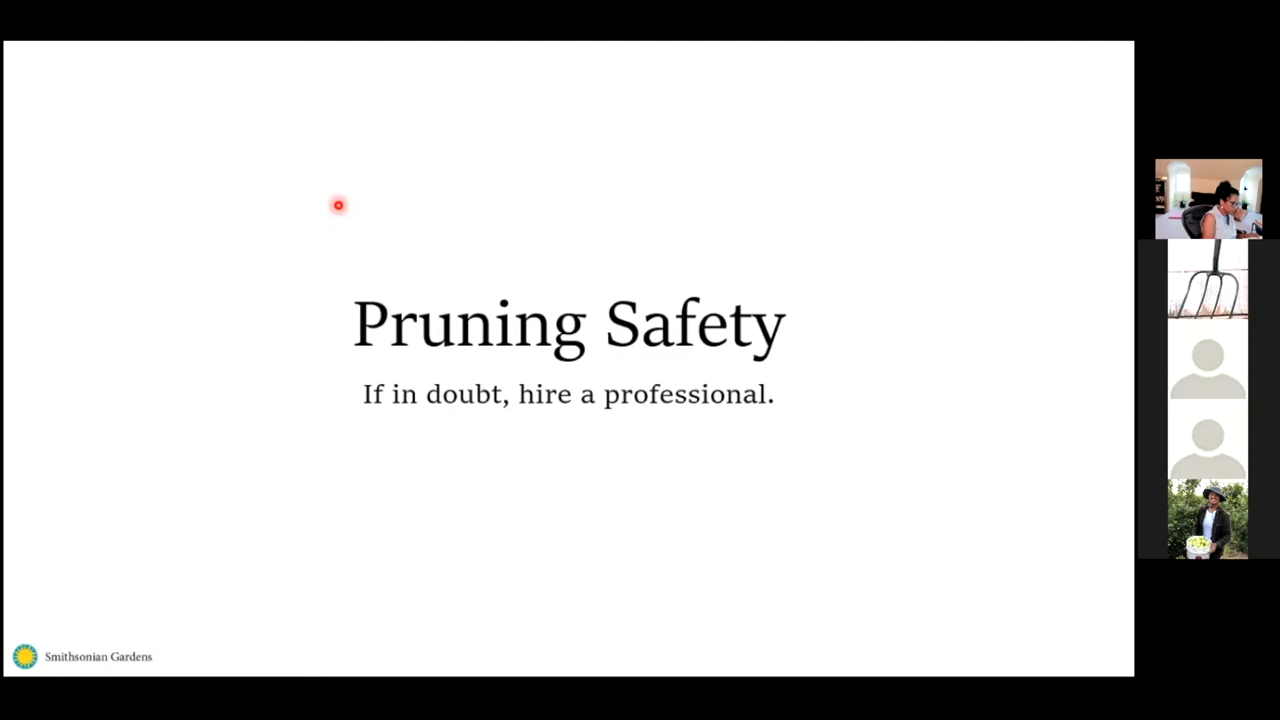 Pruning Safety
If in doubt, hire a professional.
Smithsonian Gardens